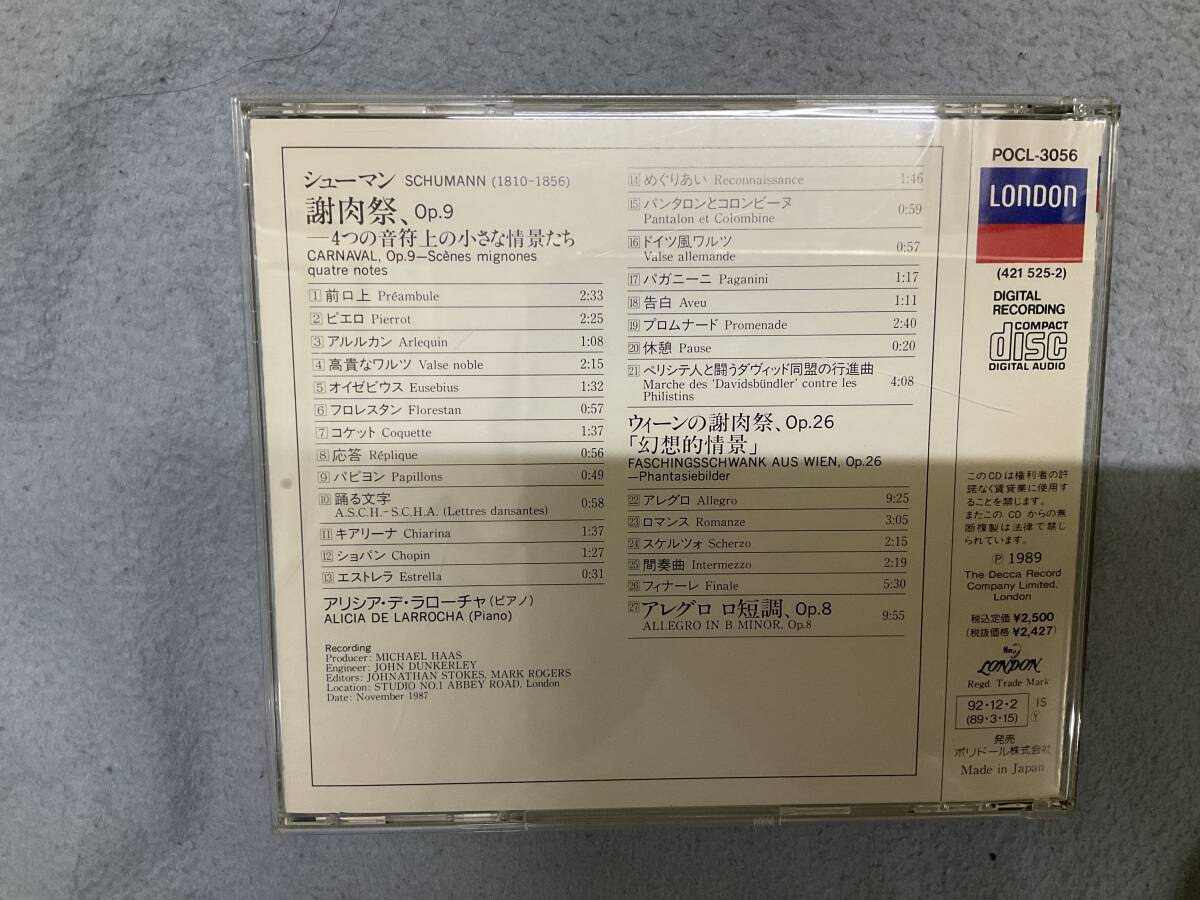 シューマン SCHUMANN (1810-1856)
謝肉祭、Op.9
—4つの音符上の小さな情景たち
CARNAVAL, Op.9—Scènes mignones
quatre notes
1 前口上 Préambule 2:33
2 ピエロ Pierrot 2:25
3 アルルカン Arlequin 1:08
4 高貴なワルツ Valse noble 2:15
5 オイゼビウス Eusebius 1:32
6 フロレスタン Florestan 0:57
7 コケット Coquette 1:37
8 応答 Réplique 0:56
9 パピヨン Papillons 0:49
10 踊る文字
A.S.C.H.-S.C.H.A. (Lettres dansantes) 0:58
11 キアリーナ Chiarina 1:37
12 ショパン Chopin 1:27
13 エストレラ Estrella 0:31
アリシア・デ・ラローチャ(ピアノ)
ALICIA DE LARROCHA (Piano)
Recording
Producer: MICHAEL HAAS
Engineer: JOHN DUNKERLEY
Editors: JOHNATHAN STOKES, MARK ROGERS
Location: STUDIO NO.1 ABBEY ROAD, London
Date: November 1987
14 めぐりあい Reconnaissance 1:46
15 パンタロンとコロンビーヌ
Pantalon et Colombine 0:59
16 ドイツ風ワルツ
Valse allemande 0:57
17 パガニーニ Paganini 1:17
18 告白 Aveu 1:11
19 プロムナード Promenade 2:40
20 休憩 Pause 0:20
21 ペリシテ人と闘うダヴィッド同盟の行進曲
Marche des 'Davidsbündler' contre les
Philistins 4:08
ウィーンの謝肉祭、Op.26
「幻想的情景」
FASCHINGSSCHWANK AUS WIEN, Op.26
—Phantasiebilder
22 アレグロ Allegro 9:25
23 ロマンス Romanze 3:05
24 スケルツォ Scherzo 2:15
25 間奏曲 Intermezzo 2:19
26 フィナーレ Finale 5:30
27 アレグロ ロ短調、Op.8
ALLEGRO IN B MINOR, Op.8 9:55
POCL-3056
LONDON
(421 525-2)
DIGITAL
RECORDING
COMPACT
disc
DIGITAL AUDIO
このCDは権利者の許
諾なく賃貸業に使用す
ることを禁じます。
またこの CD からの無
断複製は法律で禁じ
られています。
Ⓟ 1989
The Decca Record
Company Limited,
London
税込定価 ¥2,500
(税抜価格 ¥2,427)
LONDON
Regd. Trade Mark
92・12・2 IS
(89・3・15) Ⓨ
発売
ポリドール株式会社
Made in Japan